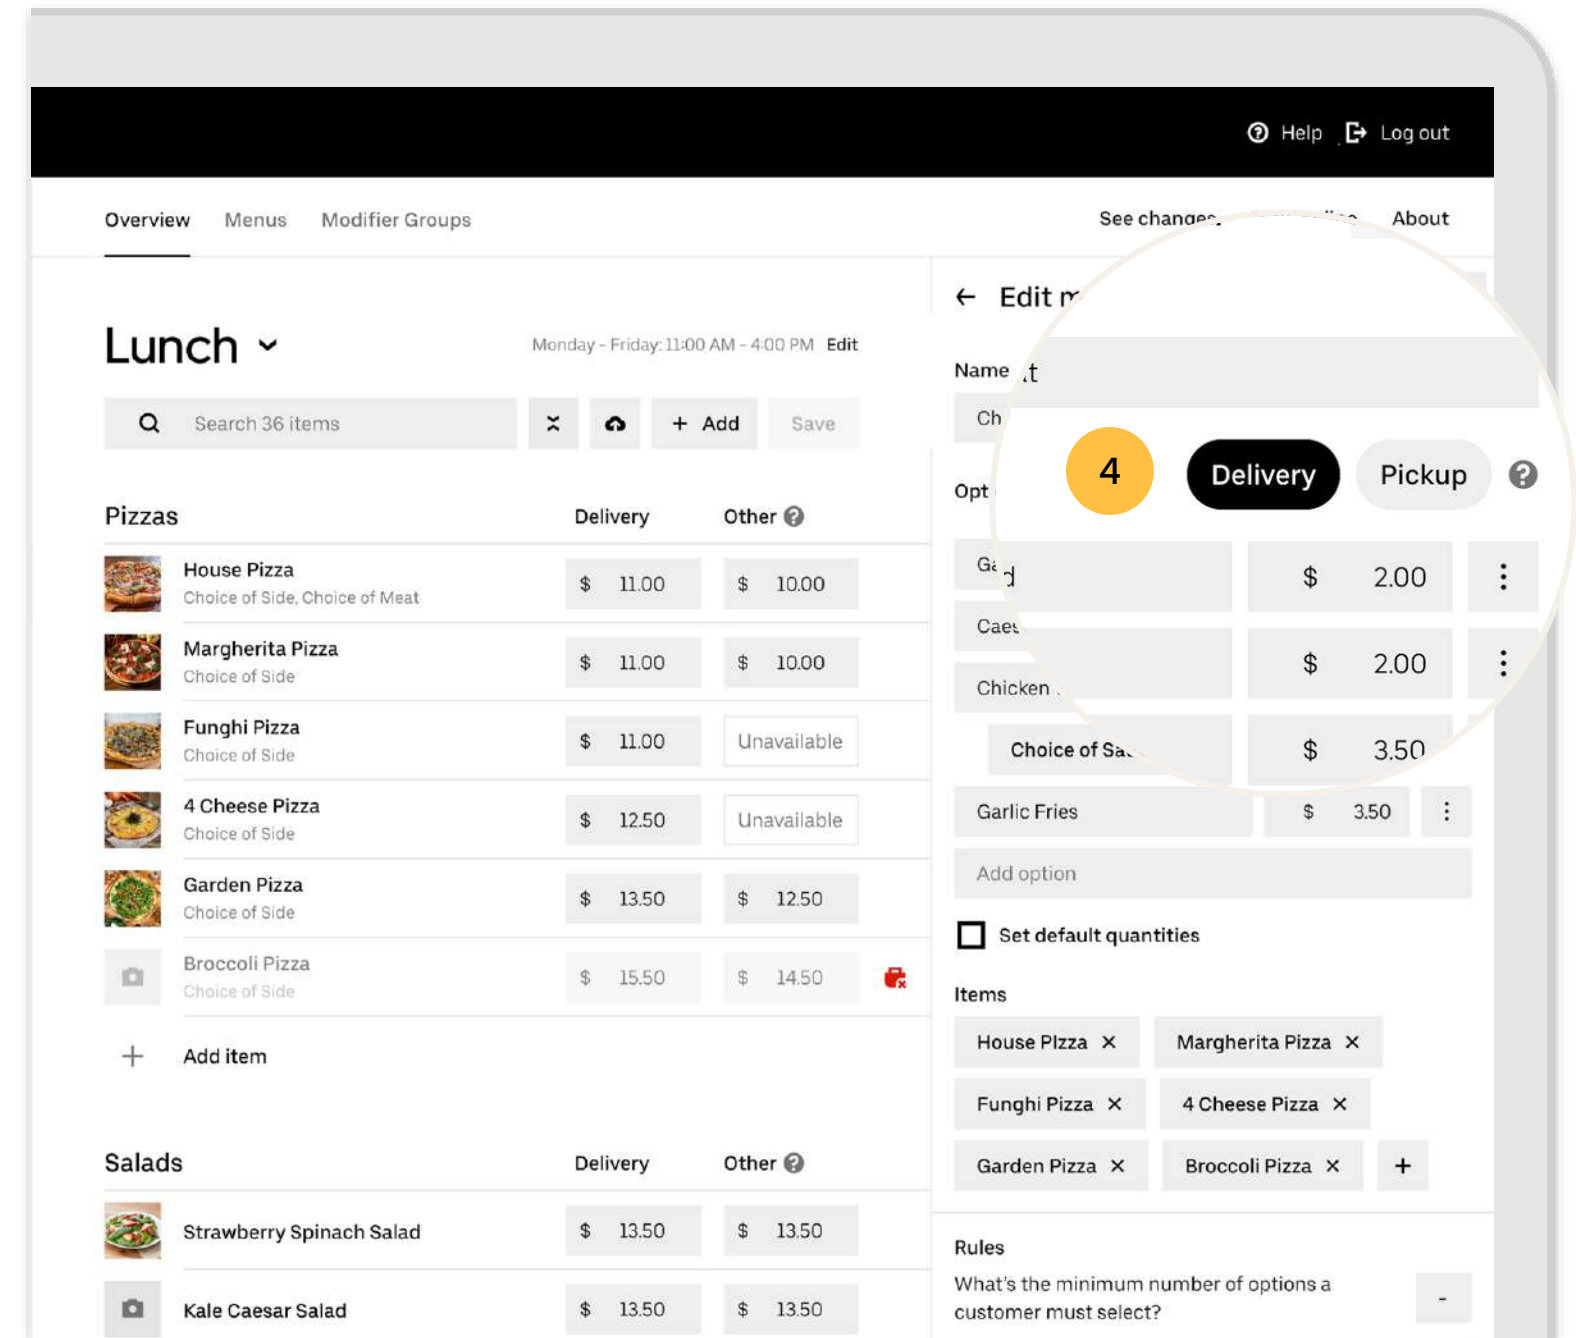 Help Log out
Overview Menus Modifier Groups
See changes About
Edit
Lunch
Monday - Friday: 11:00 AM - 4:00 PM Edit
Search 36 items
+ Add Save
Pizzas Delivery Other ?
House Pizza $ 11.00 $ 10.00
Choice of Side, Choice of Meat
Margherita Pizza $ 11.00 $ 10.00
Choice of Side
Funghi Pizza $ 11.00 Unavailable
Choice of Side
4 Cheese Pizza $ 12.50 Unavailable
Choice of Side
Garden Pizza $ 13.50 $ 12.50
Choice of Side
Broccoli Pizza $ 15.50 $ 14.50
Choice of Side
+ Add item
Salads Delivery Other ?
Strawberry Spinach Salad $ 13.50 $ 13.50
Kale Caesar Salad $ 13.50 $ 13.50
Name
4 Delivery Pickup ?
$ 2.00
$ 2.00
Chicken
Choice of $ 3.50
Garlic Fries $ 3.50
Add option
Set default quantities
Items
House PIzza × Margherita Pizza ×
Funghi Pizza × 4 Cheese Pizza ×
Garden Pizza × Broccoli Pizza × +
Rules
What's the minimum number of options a
customer must select? -